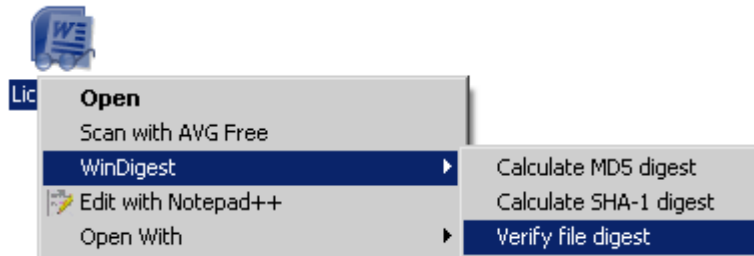 Lic
Open
Scan with AVG Free
WinDigest
Edit with Notepad++
Open With
Calculate MD5 digest
Calculate SHA-1 digest
Verify file digest